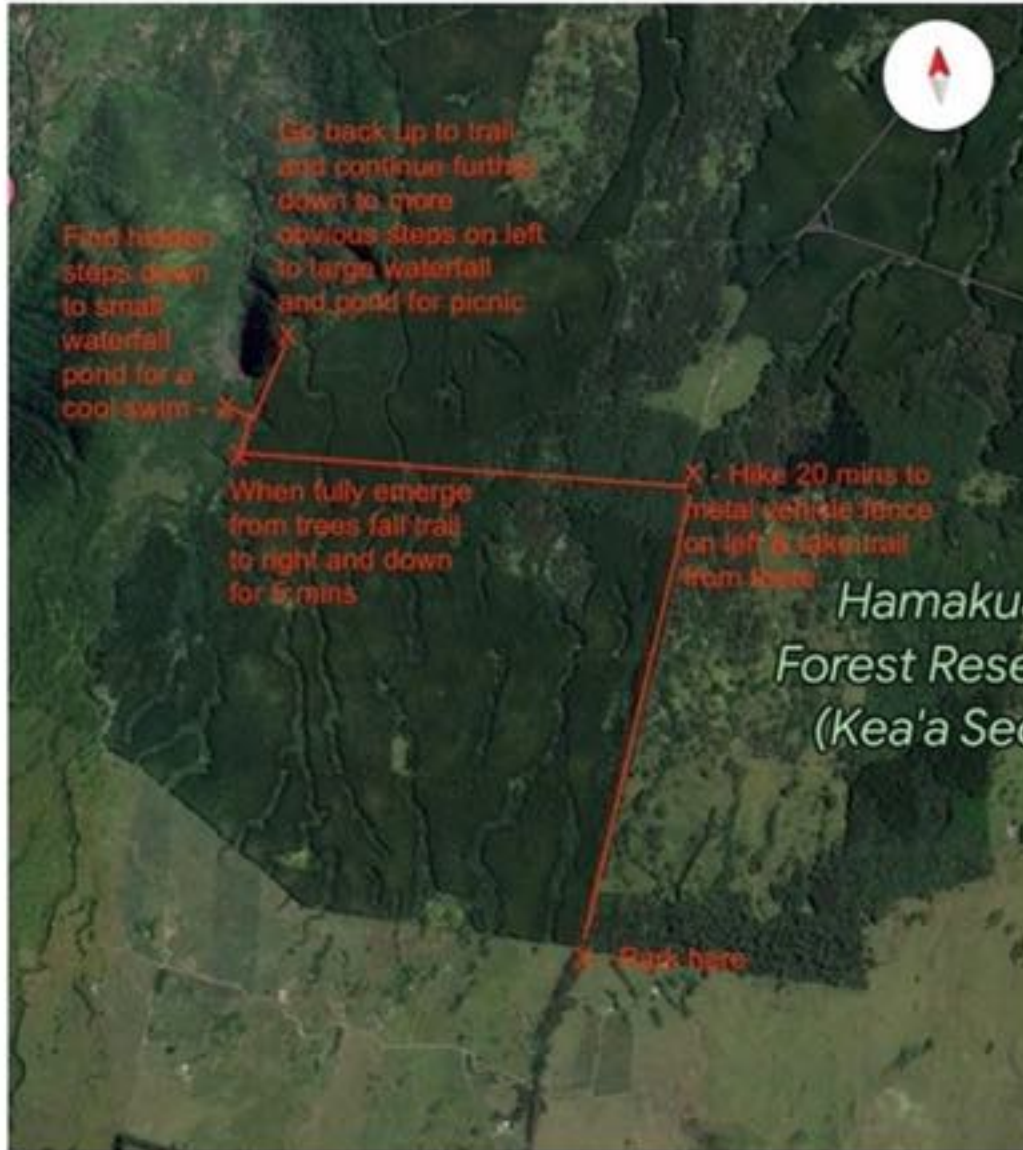 Go back up to trail
and continue further
down to more
obvious steps on left
to large waterfall
and pond for picnic
Find hidden
steps down
to small
waterfall
pond for a
cool swim - X
X
X
When fully emerge
from trees fall trail
to right and down
for 5 mins
X - Hike 20 mins to
metal vehicle fence
on left & take trail
from there
Hamakua
Forest Rese
(Kea'a Sec
X - Park here